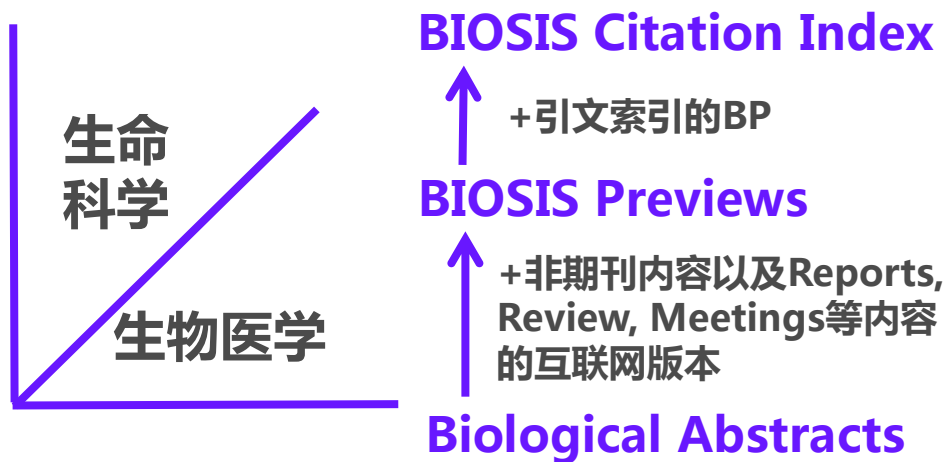 生命
科学
生物医学
BIOSIS Citation Index
+引文索引的BP
BIOSIS Previews
+非期刊内容以及Reports,
Review, Meetings等内容
的互联网版本
Biological Abstracts